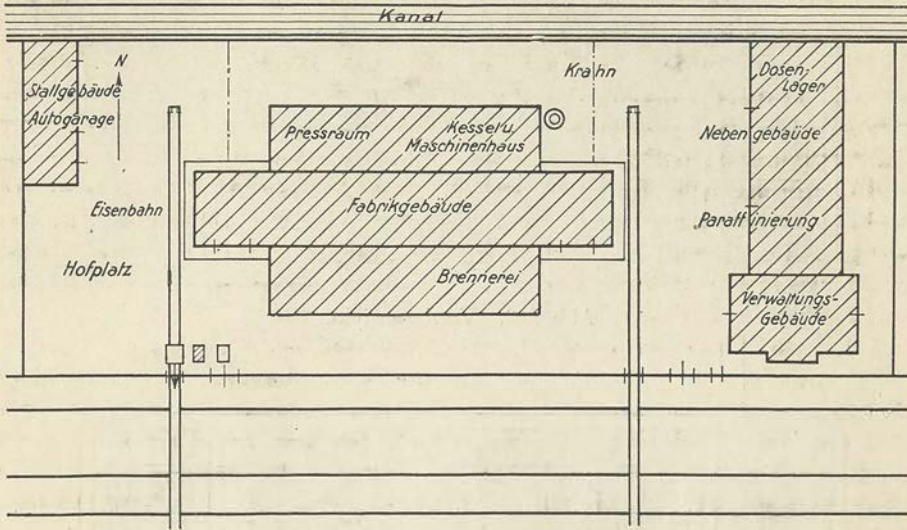 Kanal
N
Stallgebäude
Autogarage
Krahn
Dosen-
Lager
Pressraum
Kessel u.
Maschinenhaus
Nebengebäude
Fabrikgebäude
Eisenbahn
Paraffinierung
Hofplatz
Brennerei
Verwaltungs-
Gebäude